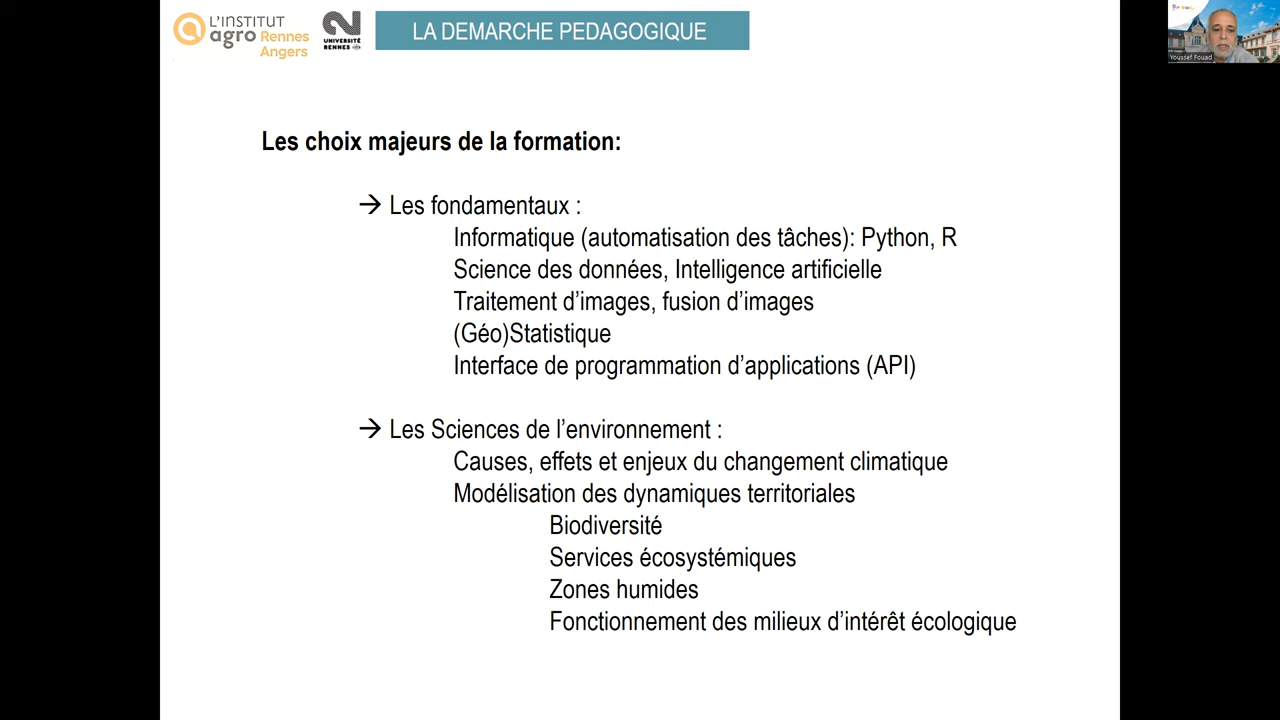 L'INSTITUT
agro Rennes
Angers
UNIVERSITÉ
RENNES
LA DEMARCHE PEDAGOGIQUE
Youssef Fouad
Les choix majeurs de la formation:
→ Les fondamentaux :
Informatique (automatisation des tâches): Python, R
Science des données, Intelligence artificielle
Traitement d’images, fusion d’images
(Géo)Statistique
Interface de programmation d’applications (API)
→ Les Sciences de l’environnement :
Causes, effets et enjeux du changement climatique
Modélisation des dynamiques territoriales
Biodiversité
Services écosystémiques
Zones humides
Fonctionnement des milieux d’intérêt écologique